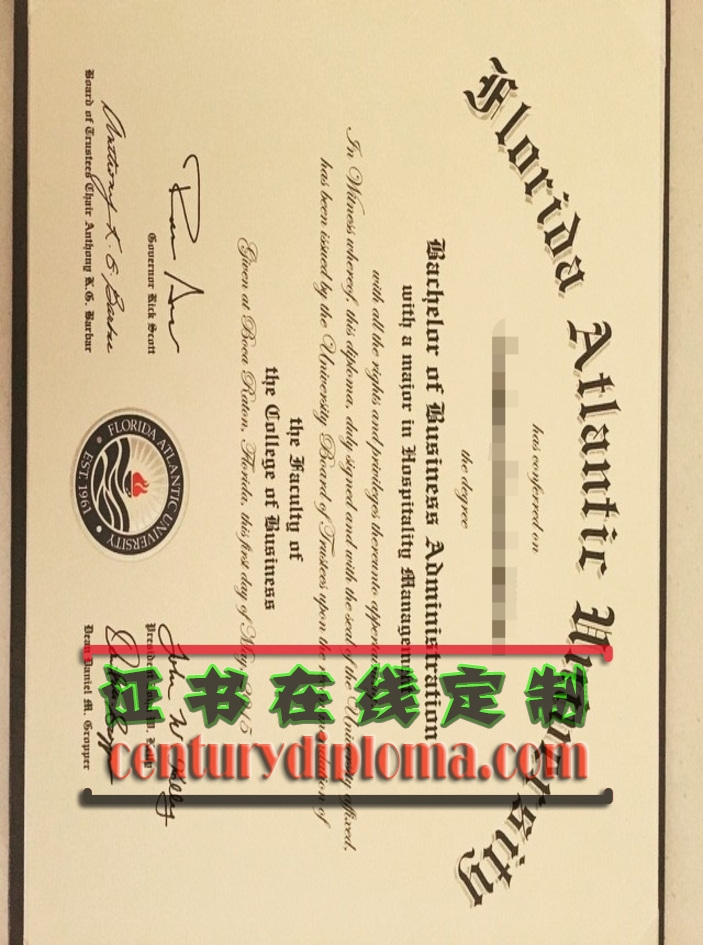 Florida Atlantic University
has conferred on
the degree
Bachelor of Business Administration
with a major in Hospitality Management
with all the rights and privileges thereunto
In Witness whereof, this diploma, duly signed and with the seal of the University affixed,
has been issued by the University Board of Trustees upon the recommendation of
the Faculty of
the College of Business
Given at Boca Raton, Florida, this first day of May, 2015
Governor Rick Scott
Board of Trustees Chair Anthony K.G. Barbar
FLORIDA ATLANTIC UNIVERSITY
EST. 1961
President
Dean Daniel M. Gropper
证书在线定制
centurydiploma.com